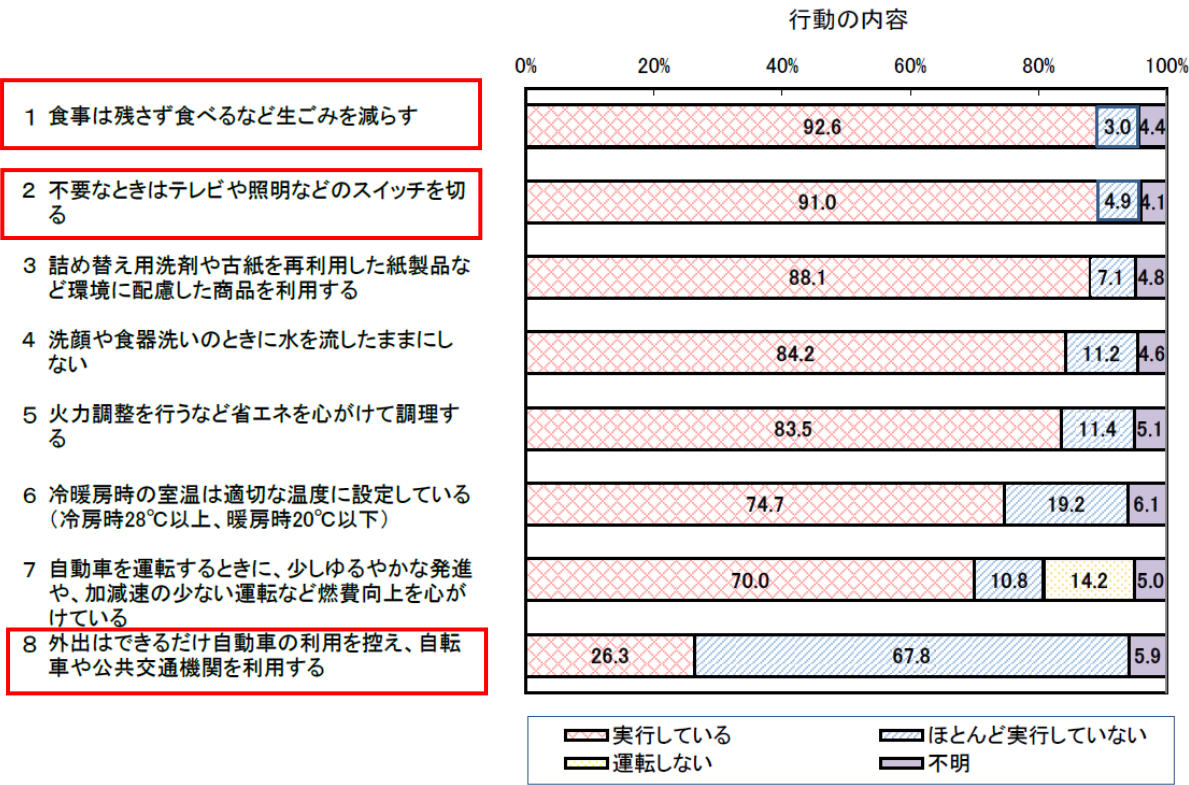 行動の内容
0% 20% 40% 60% 80% 100%
1 食事は残さず食べるなど生ごみを減らす
92.6 3.0 4.4
2 不要なときはテレビや照明などのスイッチを切
る
91.0 4.9 4.1
3 詰め替え用洗剤や古紙を再利用した紙製品な
ど環境に配慮した商品を利用する
88.1 7.1 4.8
4 洗顔や食器洗いのときに水を流したままにし
ない
84.2 11.2 4.6
5 火力調整を行うなど省エネを心がけて調理す
る
83.5 11.4 5.1
6 冷暖房時の室温は適切な温度に設定している
（冷房時28℃以上、暖房時20℃以下）
74.7 19.2 6.1
7 自動車を運転するときに、少しゆるやかな発進
や、加減速の少ない運転など燃費向上を心が
けている
70.0 10.8 14.2 5.0
8 外出はできるだけ自動車の利用を控え、自転
車や公共交通機関を利用する
26.3 67.8 5.9
実行している ほとんど実行していない
運転しない 不明